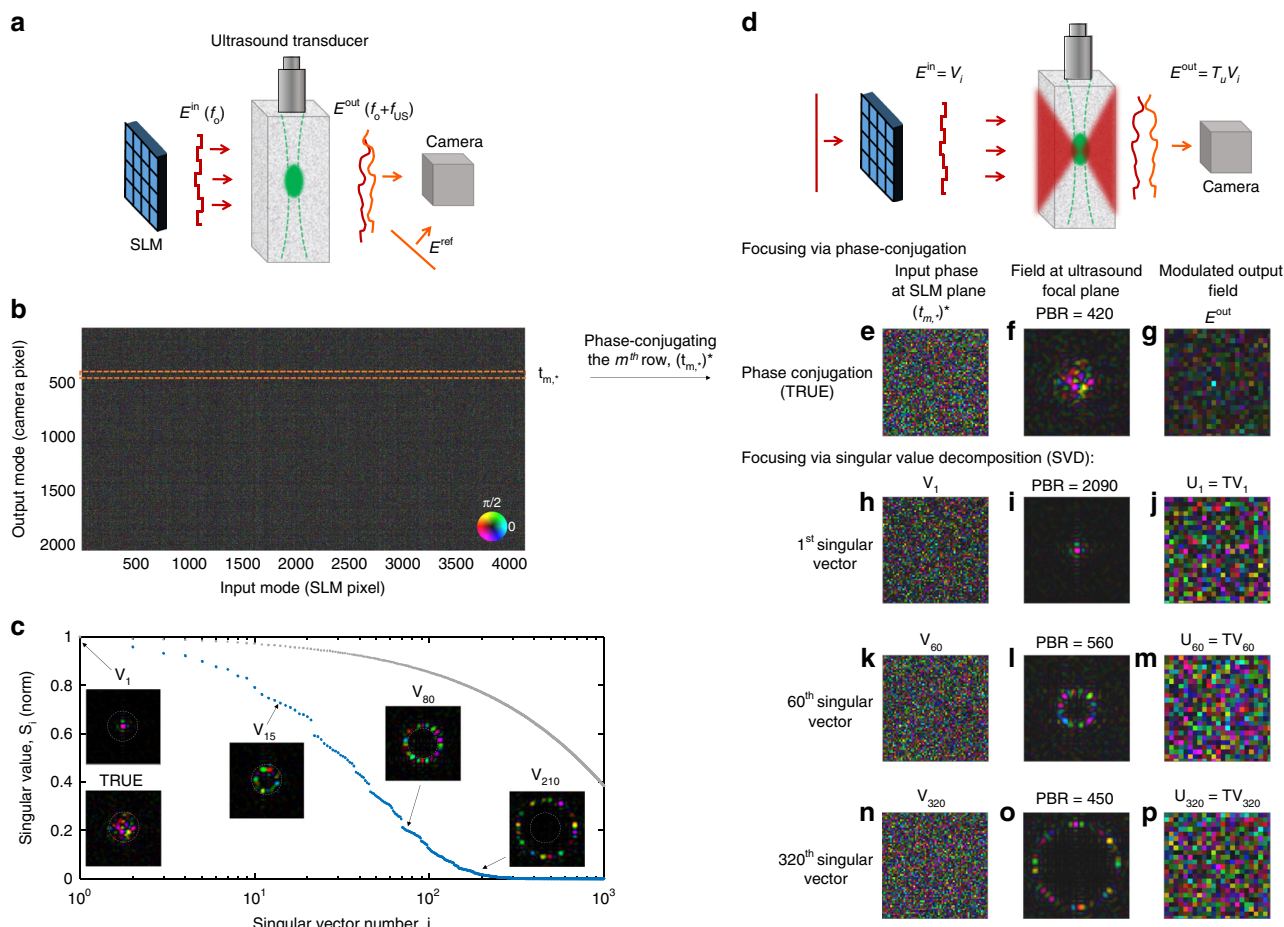 a
Ultrasound transducer
E^in (f_o)
E^out (f_o+f_US)
Camera
SLM
E^ref
b
Output mode (camera pixel)
500
1000
1500
2000
π/2
0
500 1000 1500 2000 2500 3000 3500 4000
Input mode (SLM pixel)
t_m,*
Phase-conjugating
the m^th row, (t_m,*)*
c
Singular value, S_i (norm)
1
0.8
0.6
0.4
0.2
0
V_1
TRUE
V_15
V_80
V_210
10^0 10^1 10^2 10^3
Singular vector number, i
d
E^in = V_i
E^out = T_u V_i
Camera
Focusing via phase-conjugation
Input phase
at SLM plane
(t_m,*)*
Field at ultrasound
focal plane
PBR = 420
Modulated output
field
E^out
e f g
Phase conjugation
(TRUE)
Focusing via singular value decomposition (SVD):
h V_1 i PBR = 2090 j U_1 = TV_1
1^st singular
vector
k V_60 l PBR = 560 m U_60 = TV_60
60^th singular
vector
n V_320 o PBR = 450 p U_320 = TV_320
320^th singular
vector